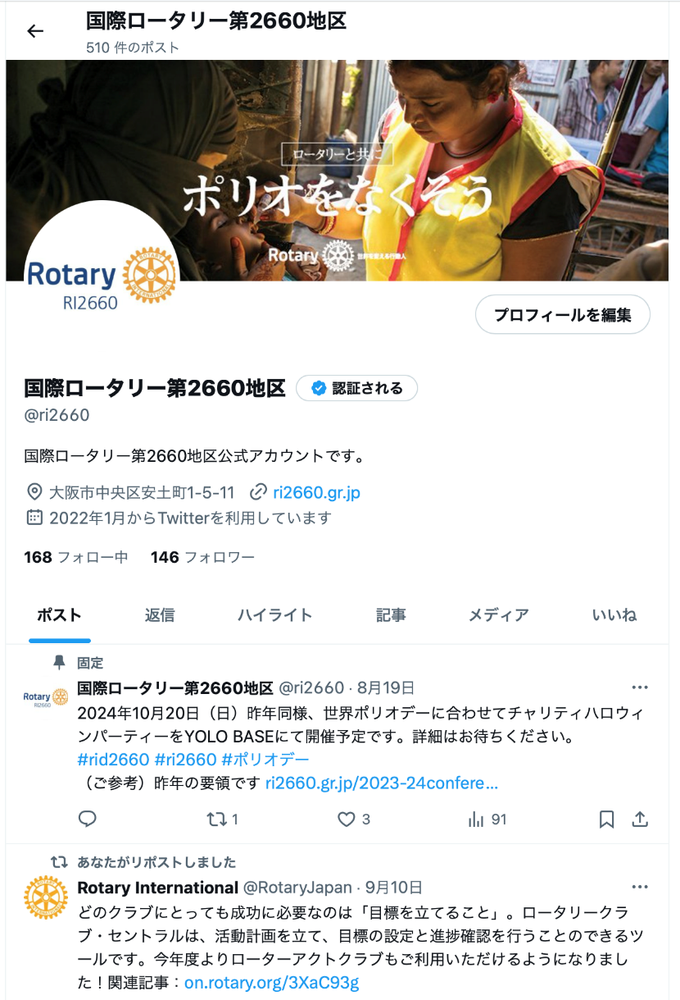 国際ロータリー第2660地区
510 件のポスト
ロータリーと共に
ポリオをなくそう
Rotary
世界を変える行動人
Rotary
ROTARY INTERNATIONAL
RI2660
プロフィールを編集
国際ロータリー第2660地区 認証される
@ri2660
国際ロータリー第2660地区公式アカウントです。
大阪市中央区安土町1-5-11 ri2660.gr.jp
2022年1月からTwitterを利用しています
168 フォロー中 146 フォロワー
ポスト 返信 ハイライト 記事 メディア いいね
固定
Rotary
RI2660
国際ロータリー第2660地区 @ri2660 · 8月19日
2024年10月20日（日）昨年同様、世界ポリオデーに合わせてチャリティハロウィ
ンパーティーをYOLO BASEにて開催予定です。詳細はお待ちください。
#rid2660 #ri2660 #ポリオデー
（ご参考）昨年の要領です ri2660.gr.jp/2023-24confere…
1 3 91
あなたがリポストしました
Rotary International @RotaryJapan · 9月10日
どのクラブにとっても成功に必要なのは「目標を立てること」。ロータリークラ
ブ・セントラルは、活動計画を立て、目標の設定と進捗確認を行うことのできるツ
ールです。今年度よりローターアクトクラブもご利用いただけるようになりまし
た！関連記事：on.rotary.org/3XaC93g